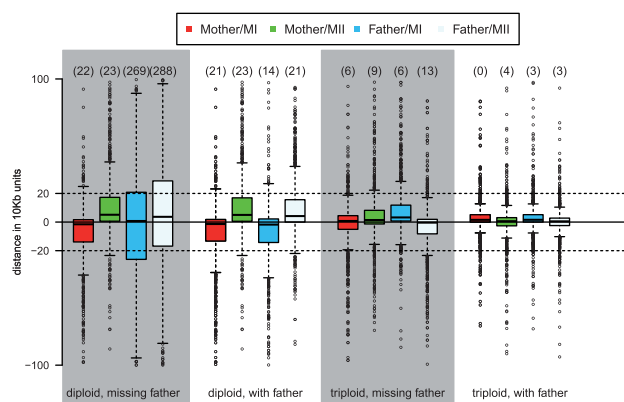 Mother/MI Mother/MII Father/MI Father/MII
(22) (23) (269) (288) (21) (23) (14) (21) (6) (9) (6) (13) (0) (4) (3) (3)
100
20
0
−20
−100
distance in 10Kb units
diploid, missing father diploid, with father triploid, missing father triploid, with father